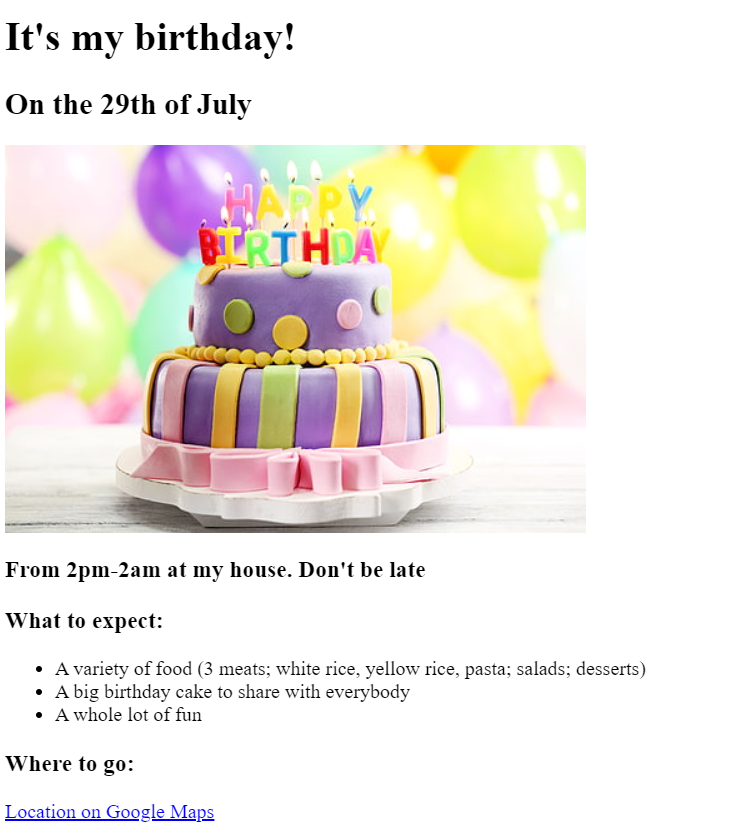 It's my birthday!
On the 29th of July
HAPPY
BIRTHDAY
From 2pm-2am at my house. Don't be late
What to expect:
A variety of food (3 meats; white rice, yellow rice, pasta; salads; desserts)
A big birthday cake to share with everybody
A whole lot of fun
Where to go:
Location on Google Maps